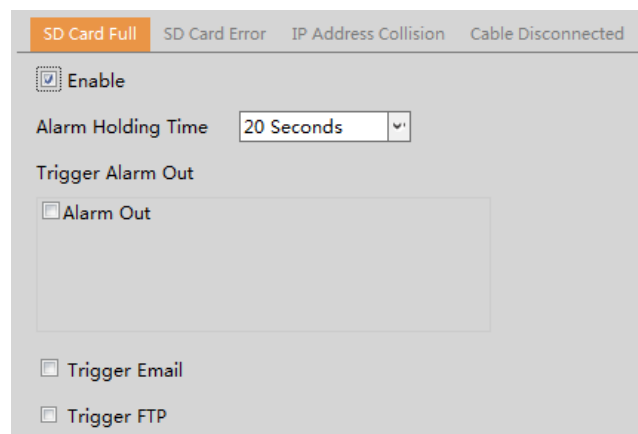 SD Card Full SD Card Error IP Address Collision Cable Disconnected
Enable
Alarm Holding Time 20 Seconds
Trigger Alarm Out
Alarm Out
Trigger Email
Trigger FTP